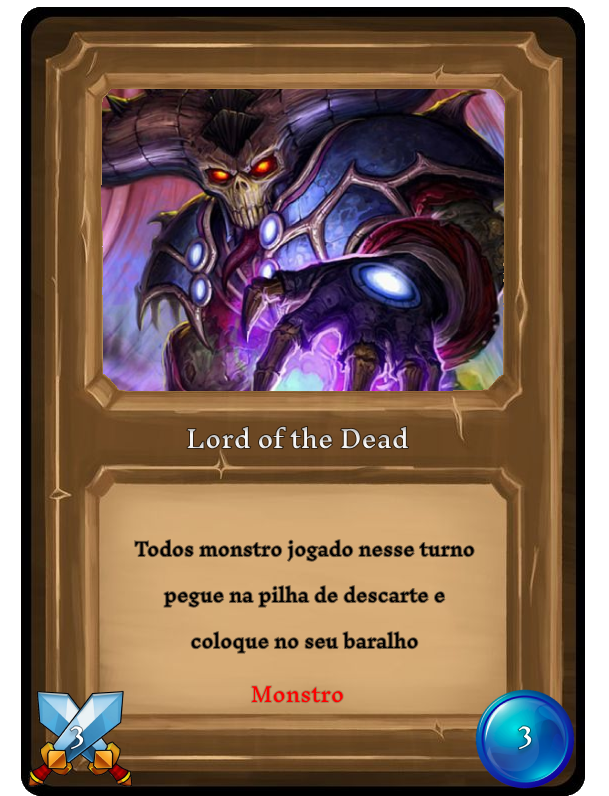 Lord of the Dead
Todos monstro jogado nesse turno
pegue na pilha de descarte e
coloque no seu baralho
Monstro
3
3